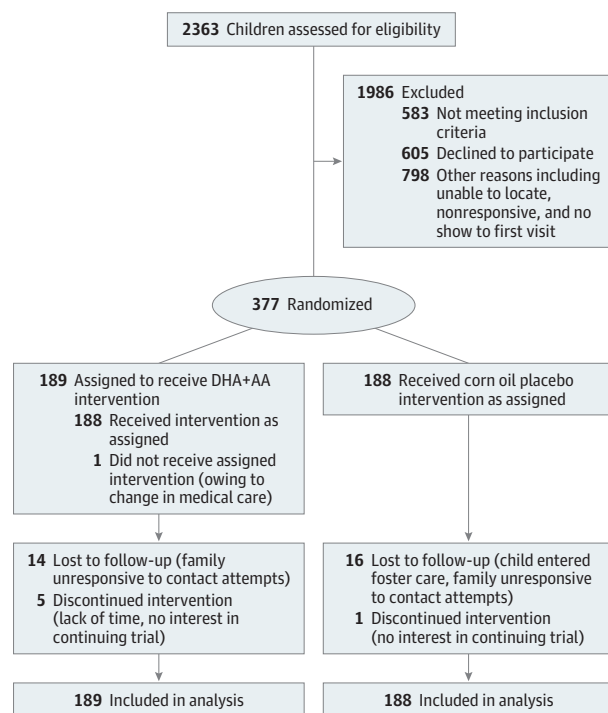 2363 Children assessed for eligibility
1986 Excluded
583 Not meeting inclusion
criteria
605 Declined to participate
798 Other reasons including
unable to locate,
nonresponsive, and no
show to first visit
377 Randomized
189 Assigned to receive DHA+AA
intervention
188 Received intervention as
assigned
1 Did not receive assigned
intervention (owing to
change in medical care)
188 Received corn oil placebo
intervention as assigned
14 Lost to follow-up (family
unresponsive to contact attempts)
5 Discontinued intervention
(lack of time, no interest in
continuing trial)
16 Lost to follow-up (child entered
foster care, family unresponsive
to contact attempts)
1 Discontinued intervention
(no interest in continuing trial)
189 Included in analysis
188 Included in analysis